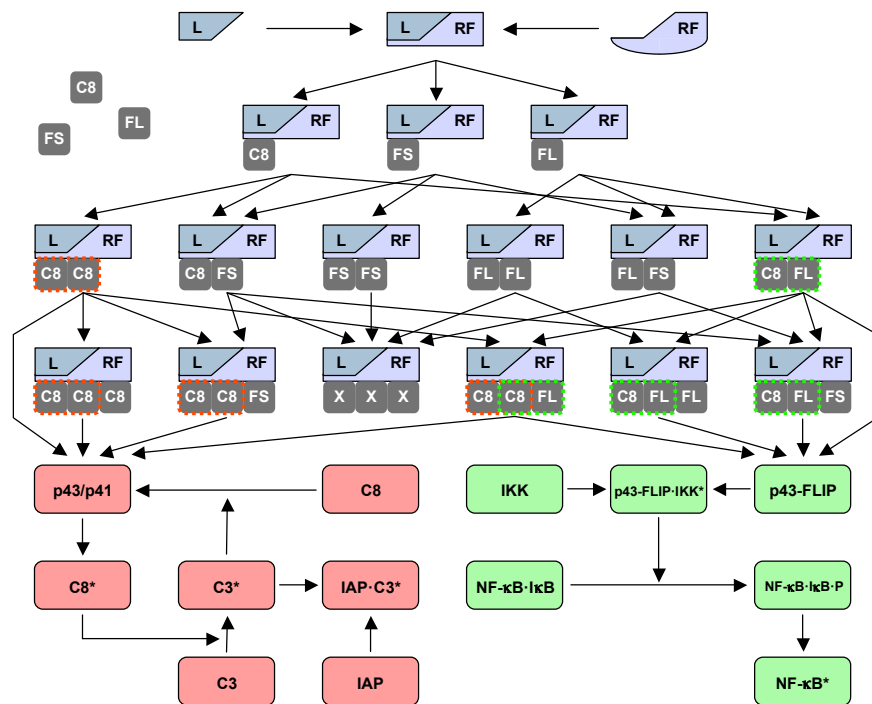 L L RF RF
C8 FL FS
L RF L RF L RF
C8 FS FL
L RF L RF L RF L RF L RF L RF
C8 C8 C8 FS FS FS FL FL FL FS C8 FL
L RF L RF L RF L RF L RF L RF
C8 C8 C8 C8 C8 FS X X X C8 C8 FL C8 FL FL C8 FL FS
p43/p41 C8 IKK p43-FLIP·IKK* p43-FLIP
C8* C3* IAP·C3* NF-κB·IκB NF-κB·IκB·P
C3 IAP NF-κB*